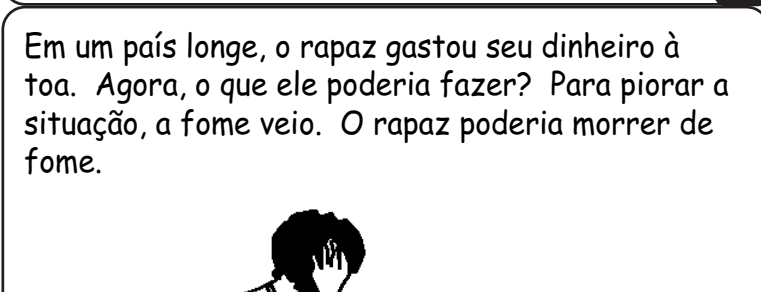 Em um país longe, o rapaz gastou seu dinheiro à
toa.  Agora, o que ele poderia fazer?  Para piorar a
situação, a fome veio.  O rapaz poderia morrer de
fome.